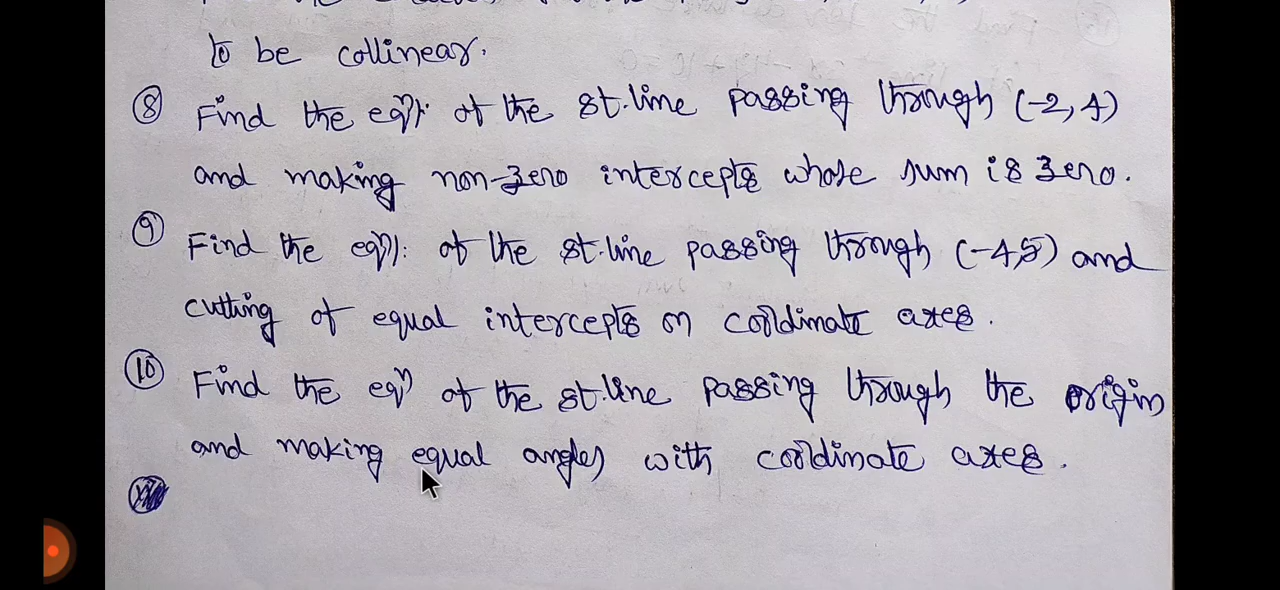 to be collinear.
⑧ Find the eqn. of the st.line passing through (-2,4)
and making non-zero intercepts whose sum is zero.
⑨ Find the eqn. of the st.line passing through (-4,5) and
cutting of equal intercepts on coordinate axes.
⑩ Find the eqn of the st.line passing through the origin
and making equal angles with coordinate axes.